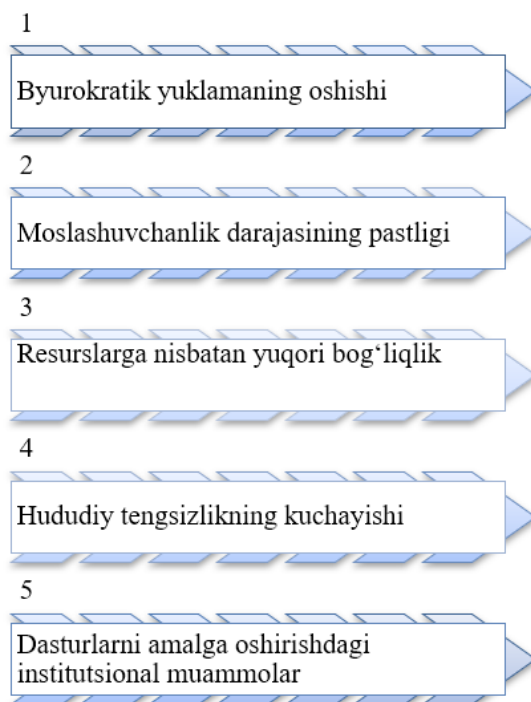 1
Byurokratik yuklamaning oshishi
2
Moslashuvchanlik darajasining pastligi
3
Resurslarga nisbatan yuqori bog‘liqlik
4
Hududiy tengsizlikning kuchayishi
5
Dasturlarni amalga oshirishdagi
institutsional muammolar